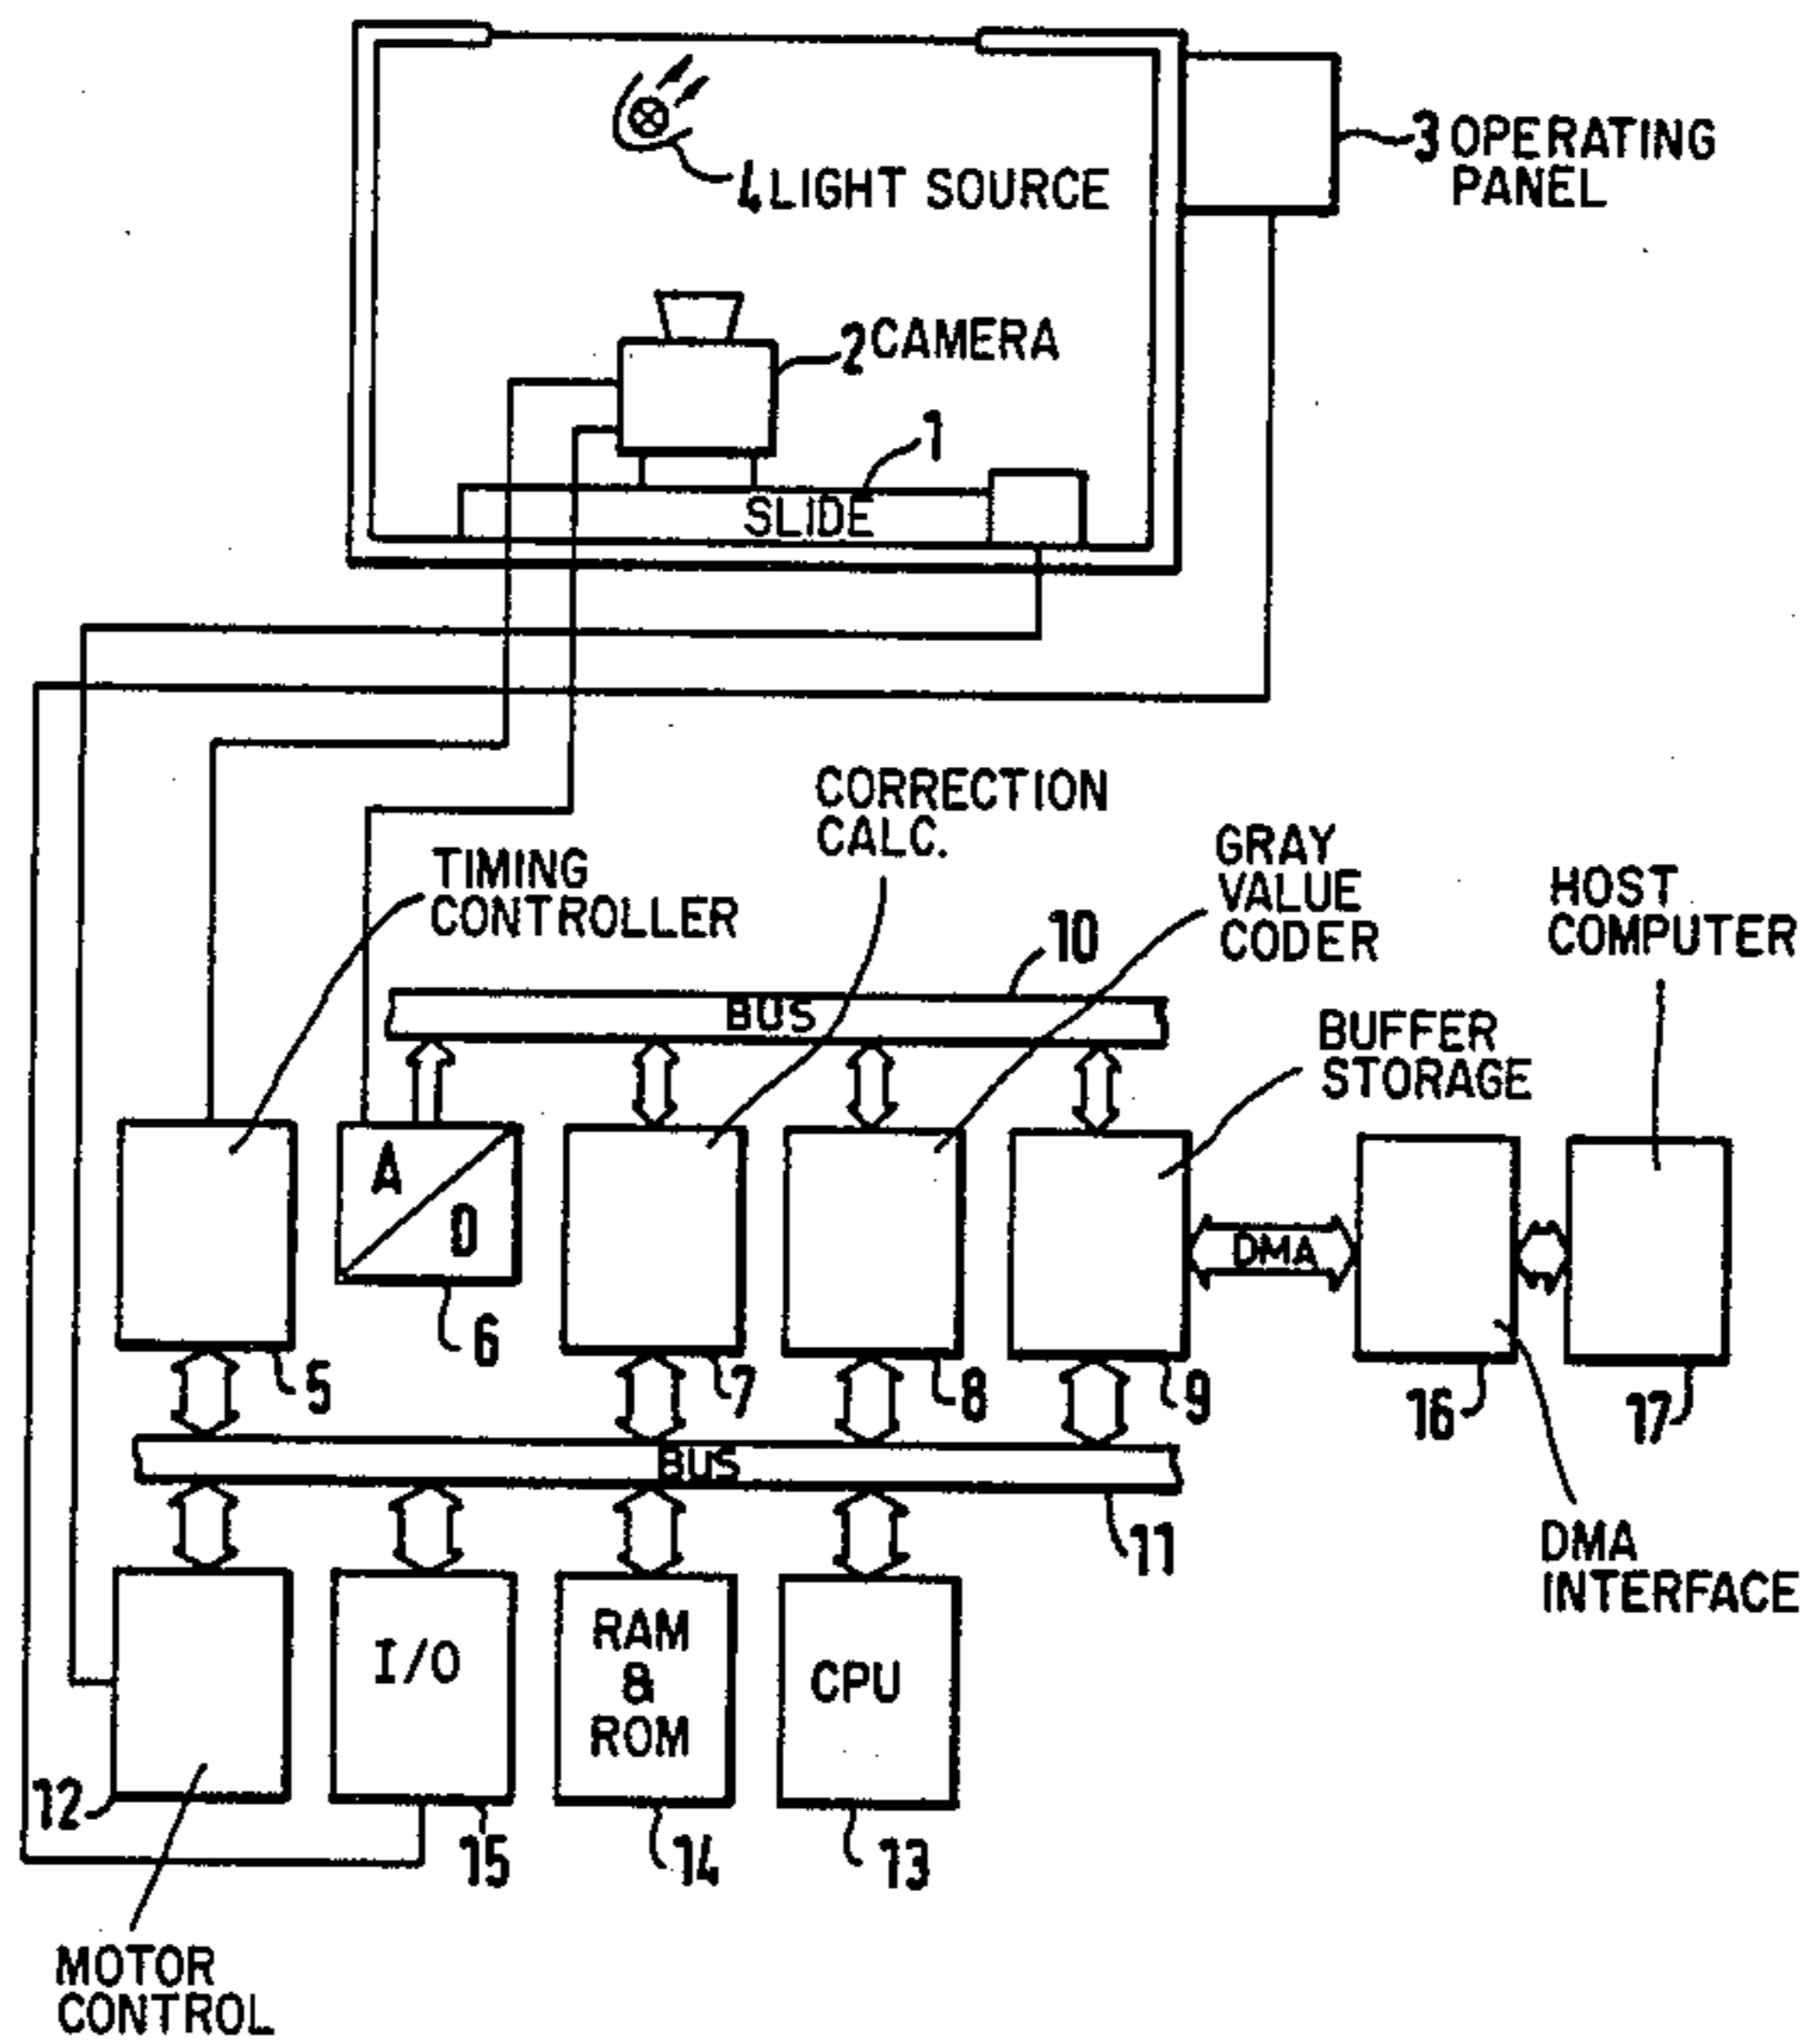 3 OPERATING
PANEL
4 LIGHT SOURCE
2 CAMERA
1
SLIDE
CORRECTION
CALC.
GRAY
VALUE
CODER
TIMING
CONTROLLER
HOST
COMPUTER
10
BUS
BUFFER
STORAGE
A
D
DMA
6
5
7
8
9
16
17
BUS
11
DMA
INTERFACE
I/O
RAM
&
ROM
CPU
12
15
14
13
MOTOR
CONTROL